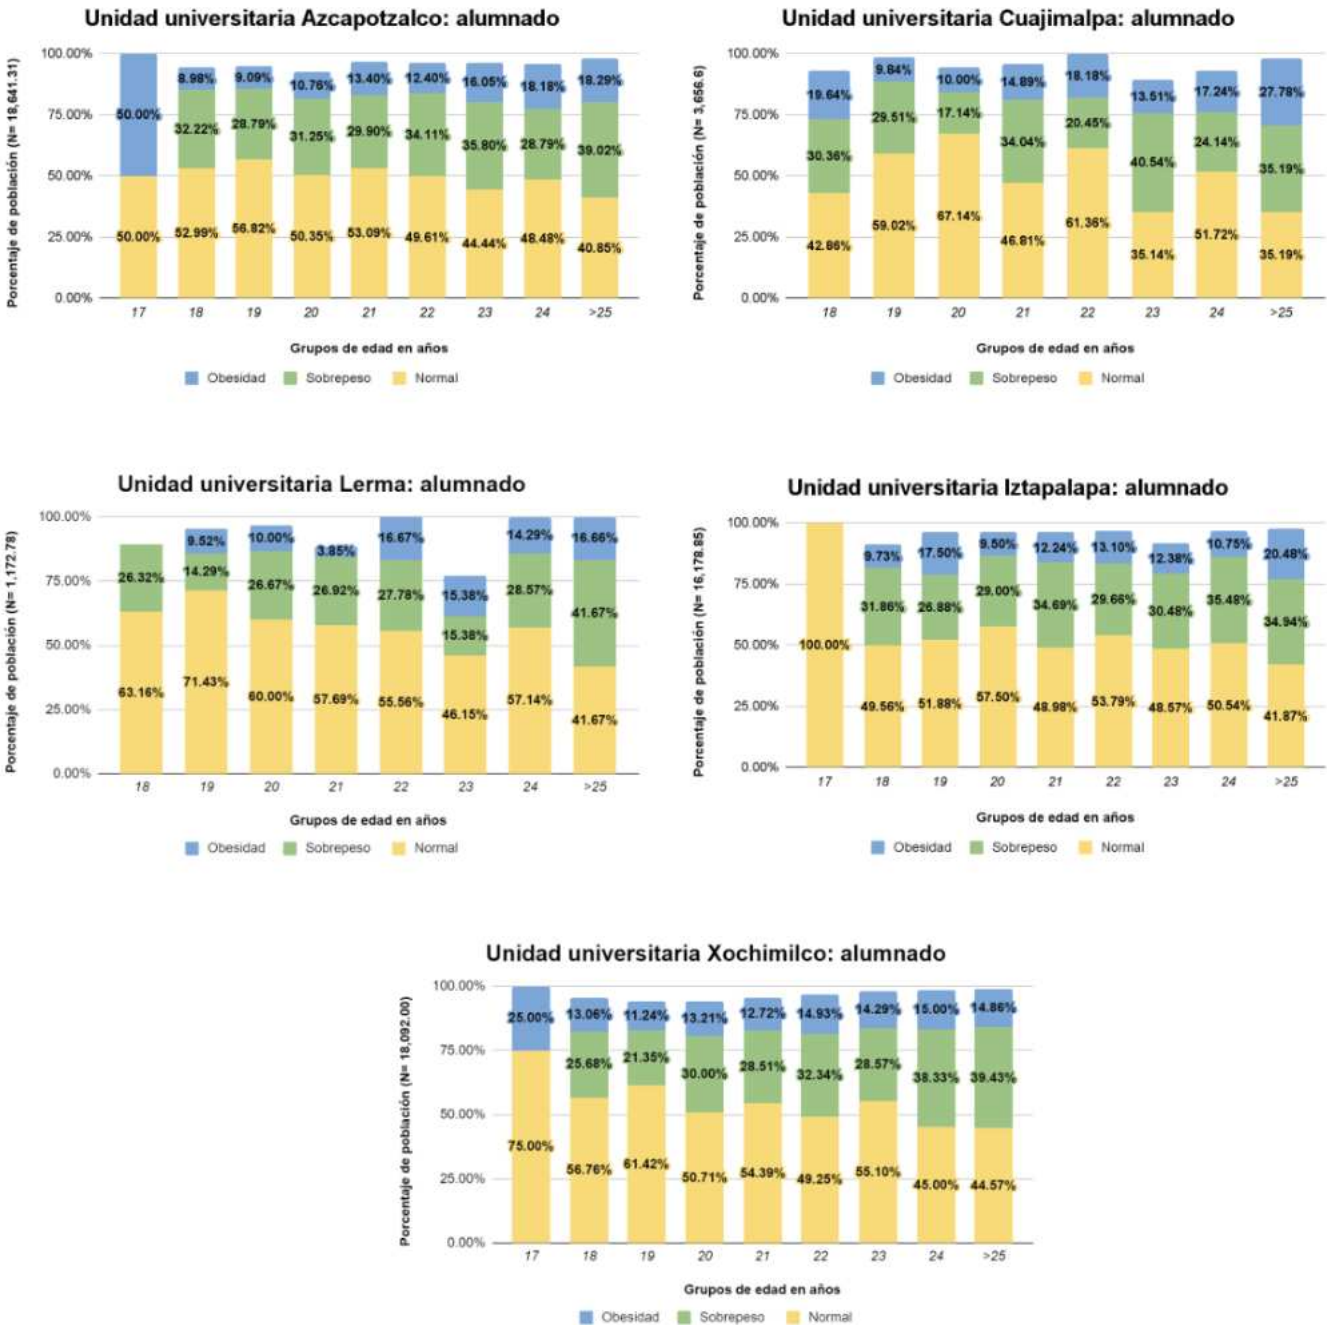 Unidad universitaria Azcapotzalco: alumnado
Porcentaje de población (N= 18,641.31)
100.00%
75.00%
50.00%
25.00%
0.00%
50.00% 8.98% 9.09% 10.76% 13.40% 12.40% 16.05% 18.18% 18.29%
32.22% 28.79% 31.25% 29.90% 34.11% 35.80% 28.79% 39.02%
50.00% 52.99% 56.82% 50.35% 53.09% 49.61% 44.44% 48.48% 40.85%
17 18 19 20 21 22 23 24 >25
Grupos de edad en años
Obesidad Sobrepeso Normal
Unidad universitaria Cuajimalpa: alumnado
Porcentaje de población (N= 3,656.6)
100.00%
75.00%
50.00%
25.00%
0.00%
19.64% 9.84% 10.00% 14.89% 18.18% 13.51% 17.24% 27.78%
30.36% 29.51% 17.14% 34.04% 20.45% 40.54% 24.14% 35.19%
42.86% 59.02% 67.14% 46.81% 61.36% 35.14% 51.72% 35.19%
18 19 20 21 22 23 24 >25
Grupos de edad en años
Obesidad Sobrepeso Normal
Unidad universitaria Lerma: alumnado
Porcentaje de población (N= 1,172.78)
100.00%
75.00%
50.00%
25.00%
0.00%
9.52% 10.00% 3.85% 16.67% 15.38% 14.29% 16.66%
26.32% 14.29% 26.67% 26.92% 27.78% 15.38% 28.57% 41.67%
63.16% 71.43% 60.00% 57.69% 55.56% 46.15% 57.14% 41.67%
18 19 20 21 22 23 24 >25
Grupos de edad en años
Obesidad Sobrepeso Normal
Unidad universitaria Iztapalapa: alumnado
Porcentaje de población (N= 16,178.85)
100.00%
75.00%
50.00%
25.00%
0.00%
9.73% 17.50% 9.50% 12.24% 13.10% 12.38% 10.75% 20.48%
31.86% 26.88% 29.00% 34.69% 29.66% 30.48% 35.48% 34.94%
100.00% 49.56% 51.88% 57.50% 48.98% 53.79% 48.57% 50.54% 41.87%
17 18 19 20 21 22 23 24 >25
Grupos de edad en años
Obesidad Sobrepeso Normal
Unidad universitaria Xochimilco: alumnado
Porcentaje de población (N= 18,092.00)
100.00%
75.00%
50.00%
25.00%
0.00%
25.00% 13.06% 11.24% 13.21% 12.72% 14.93% 14.29% 15.00% 14.86%
25.68% 21.35% 30.00% 28.51% 32.34% 28.57% 38.33% 39.43%
75.00% 56.76% 61.42% 50.71% 54.39% 49.25% 55.10% 45.00% 44.57%
17 18 19 20 21 22 23 24 >25
Grupos de edad en años
Obesidad Sobrepeso Normal